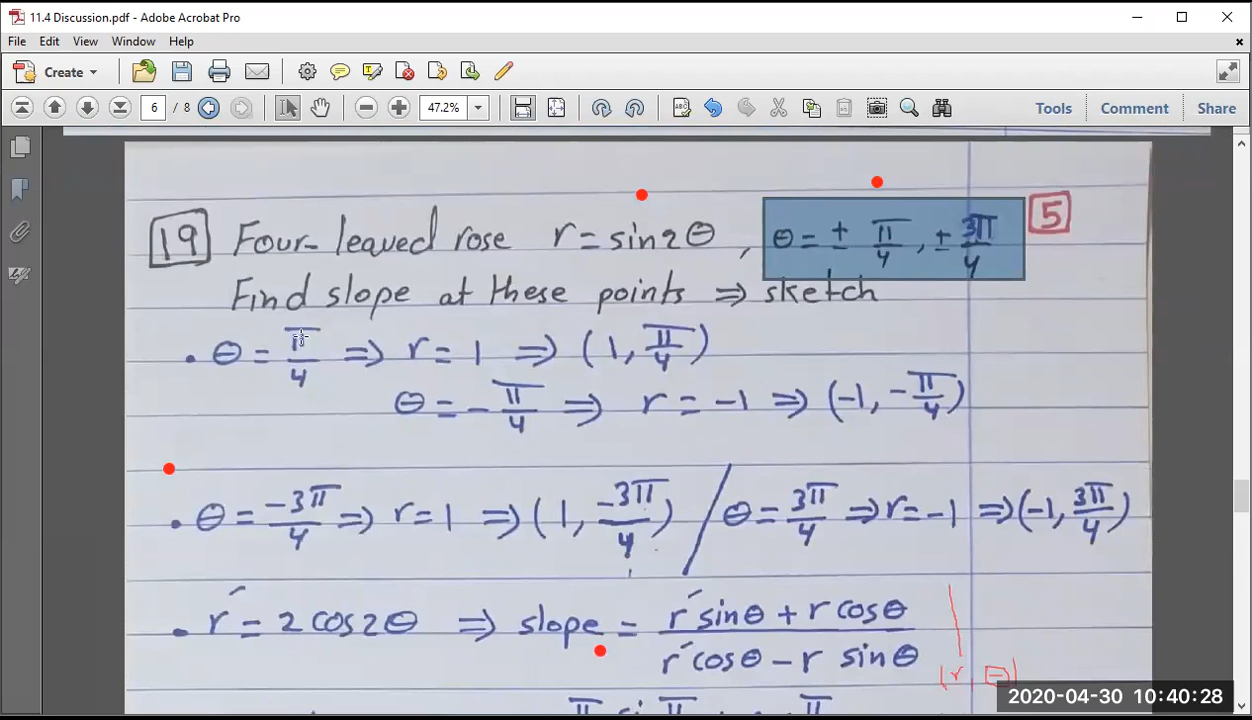 11.4 Discussion.pdf - Adobe Acrobat Pro
File Edit View Window Help
Create
6 / 8 47.2% Tools Comment Share
19 Four-leaved rose r = sin2θ , θ = ± π/4 , ± 3π/4 5
Find slope at these points ⇒ sketch
• θ = π/4 ⇒ r = 1 ⇒ (1, π/4)
θ = -π/4 ⇒ r = -1 ⇒ (-1, -π/4)
• θ = -3π/4 ⇒ r = 1 ⇒ (1, -3π/4) / θ = 3π/4 ⇒ r = -1 ⇒ (-1, 3π/4)
• r′ = 2 cos2θ ⇒ slope = r′ sinθ + r cosθ / r′ cosθ - r sinθ | (r, θ)
2020-04-30 10:40:28